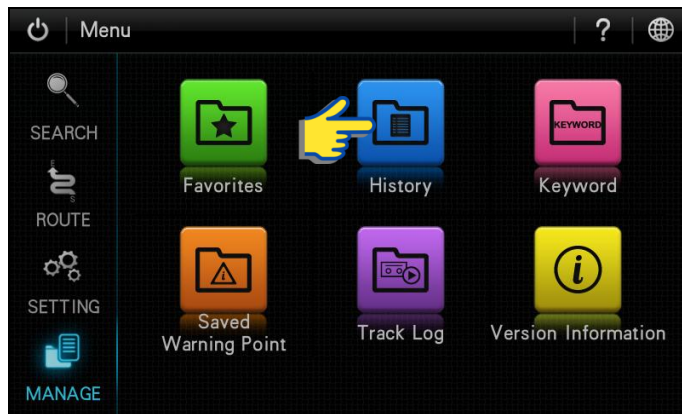 Menu
?
SEARCH
ROUTE
SETTING
MANAGE
Favorites
History
KEYWORD
Keyword
Saved
Warning Point
Track Log
i
Version Information